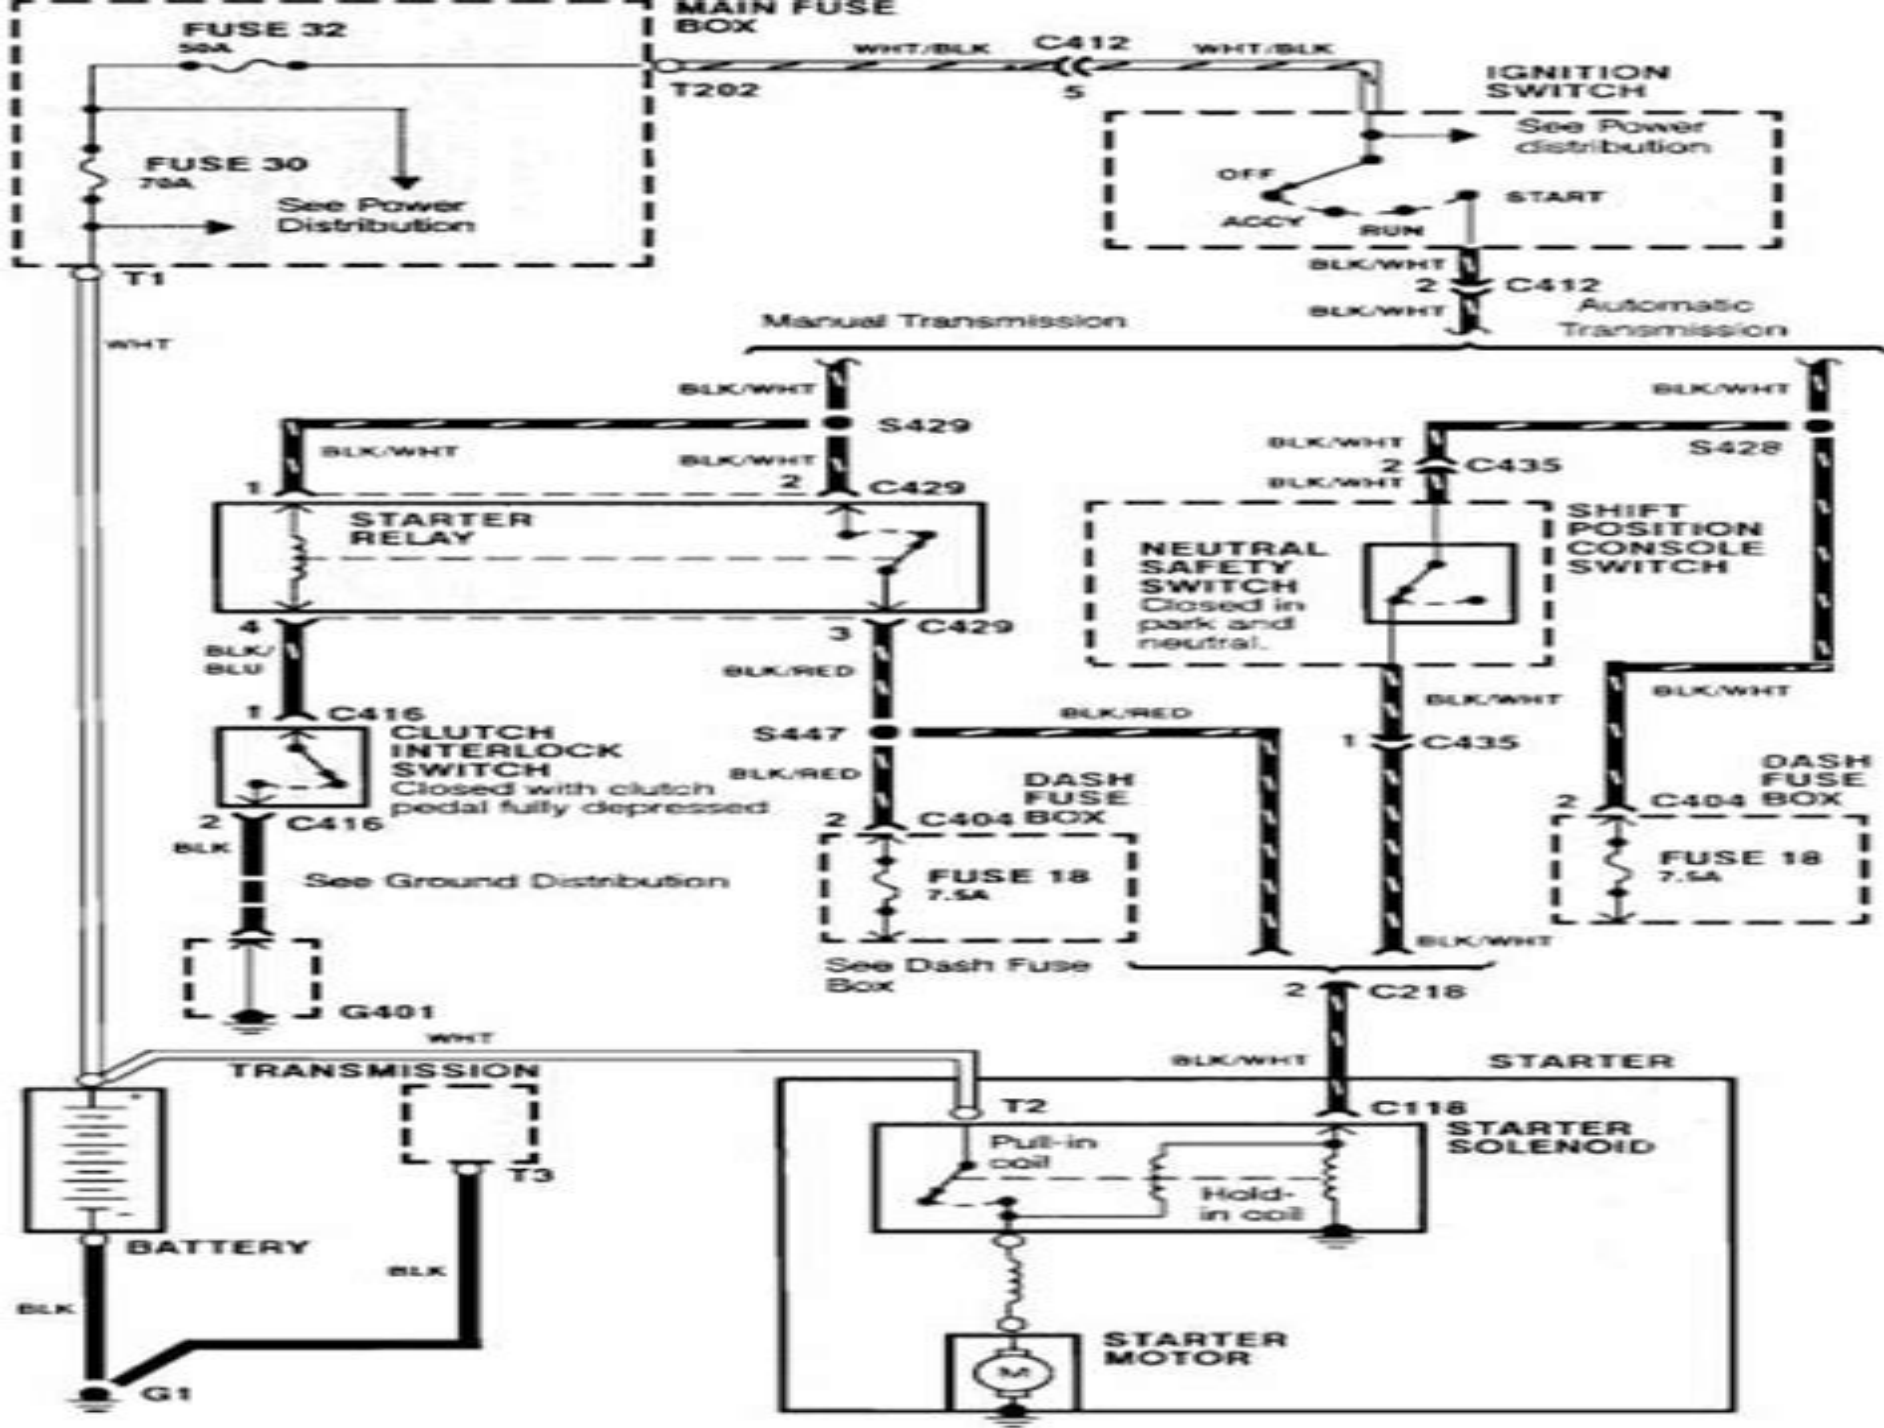 MAIN FUSE
BOX
FUSE 32
50A
WHT/BLK
C412
WHT/BLK
T202
5
IGNITION
SWITCH
See Power
distribution
FUSE 30
70A
OFF
START
ACCY
RUN
See Power
Distribution
T1
BLK/WHT
2
C412
BLK/WHT
Automatic
Transmission
Manual Transmission
WHT
BLK/WHT
BLK/WHT
S429
BLK/WHT
BLK/WHT
BLK/WHT
S428
2
C435
BLK/WHT
1
2
C429
STARTER
RELAY
SHIFT
POSITION
CONSOLE
SWITCH
NEUTRAL
SAFETY
SWITCH
Closed in
park and
neutral.
4
3
C429
BLK/
BLU
BLK/RED
BLK/WHT
BLK/WHT
1
C416
BLK/RED
CLUTCH
INTERLOCK
SWITCH
Closed with clutch
pedal fully depressed
S447
1
C435
BLK/RED
DASH
FUSE
BOX
DASH
FUSE
BOX
2
C416
2
C404
2
C404
BLK
See Ground Distribution
FUSE 18
7.5A
FUSE 18
7.5A
BLK/WHT
See Dash Fuse
Box
G401
2
C218
WHT
BLK/WHT
STARTER
TRANSMISSION
T2
C118
+
Pull-in
coil
STARTER
SOLENOID
T3
Hold-
in coil
-
BATTERY
BLK
BLK
STARTER
MOTOR
M
G1